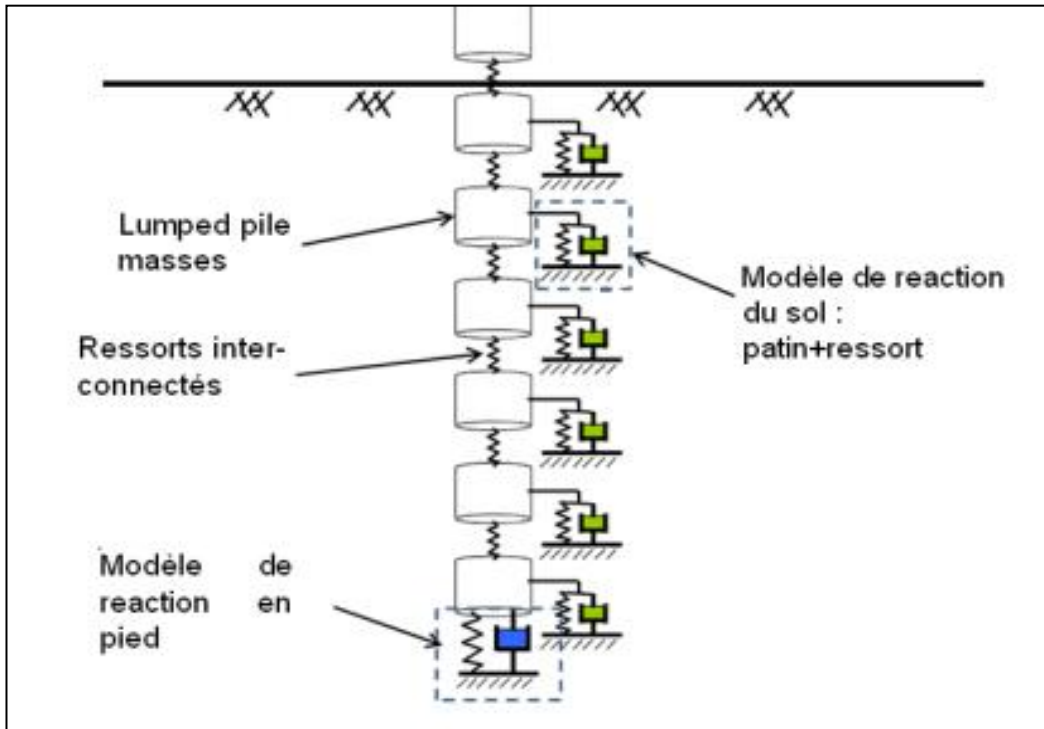 Lumped pile
masses
Modèle de reaction
du sol :
patin+ressort
Ressorts inter-
connectés
Modèle de
reaction en
pied